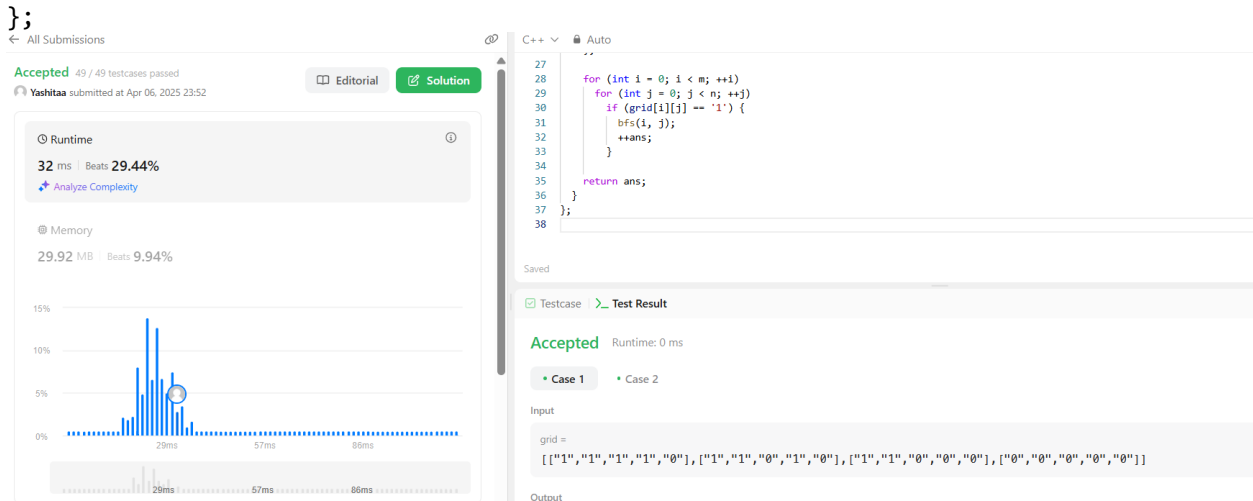 };
← All Submissions
Accepted 49 / 49 testcases passed
Editorial
Solution
Yashitaa submitted at Apr 06, 2025 23:52
Runtime
32 ms | Beats 29.44%
Analyze Complexity
Memory
29.92 MB | Beats 9.94%
15%
10%
5%
0%
29ms 57ms 86ms
29ms 57ms 86ms
C++ Auto
27
28 for (int i = 0; i < m; ++i)
29 for (int j = 0; j < n; ++j)
30 if (grid[i][j] == '1') {
31 bfs(i, j);
32 ++ans;
33 }
34
35 return ans;
36 }
37 };
38
Saved
Testcase | >_ Test Result
Accepted Runtime: 0 ms
• Case 1 • Case 2
Input
grid =
[["1","1","1","1","0"],["1","1","0","1","0"],["1","1","0","0","0"],["0","0","0","0","0"]]
Output